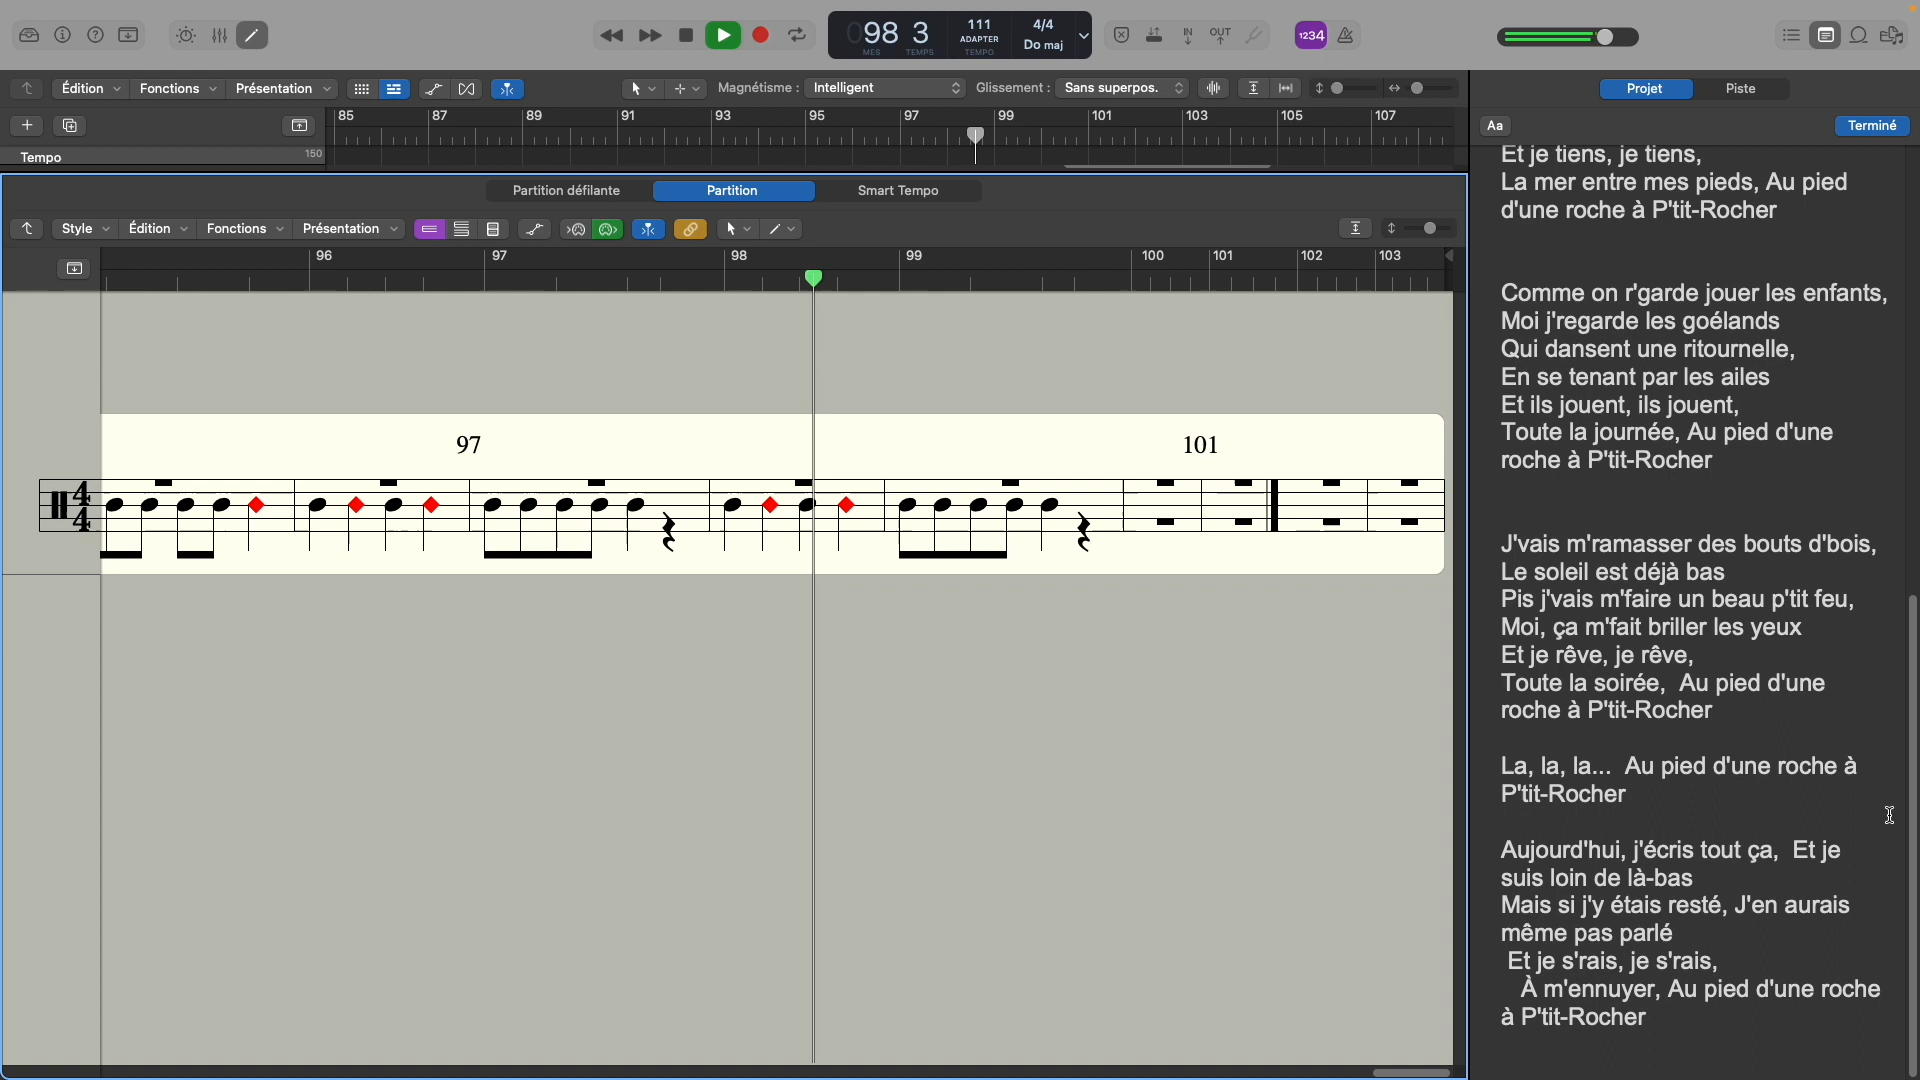 098 3
MES TEMPS
111
ADAPTER
TEMPO
4/4
Do maj
IN
OUT
1234
Édition
Fonctions
Présentation
Magnétisme : Intelligent
Glissement : Sans superpos.
Projet
Piste
85 87 89 91 93 95 97 99 101 103 105 107
Aa
Terminé
Tempo
150
Partition défilante
Partition
Smart Tempo
Style
Édition
Fonctions
Présentation
96 97 98 99 100 101 102 103
97
101
4
4
Et je tiens, je tiens,
La mer entre mes pieds, Au pied
d'une roche à P'tit-Rocher
Comme on r'garde jouer les enfants,
Moi j'regarde les goélands
Qui dansent une ritournelle,
En se tenant par les ailes
Et ils jouent, ils jouent,
Toute la journée, Au pied d'une
roche à P'tit-Rocher
J'vais m'ramasser des bouts d'bois,
Le soleil est déjà bas
Pis j'vais m'faire un beau p'tit feu,
Moi, ça m'fait briller les yeux
Et je rêve, je rêve,
Toute la soirée,  Au pied d'une
roche à P'tit-Rocher
La, la, la...  Au pied d'une roche à
P'tit-Rocher
Aujourd'hui, j'écris tout ça,  Et je
suis loin de là-bas
Mais si j'y étais resté, J'en aurais
même pas parlé
Et je s'rais, je s'rais,
À m'ennuyer, Au pied d'une roche
à P'tit-Rocher